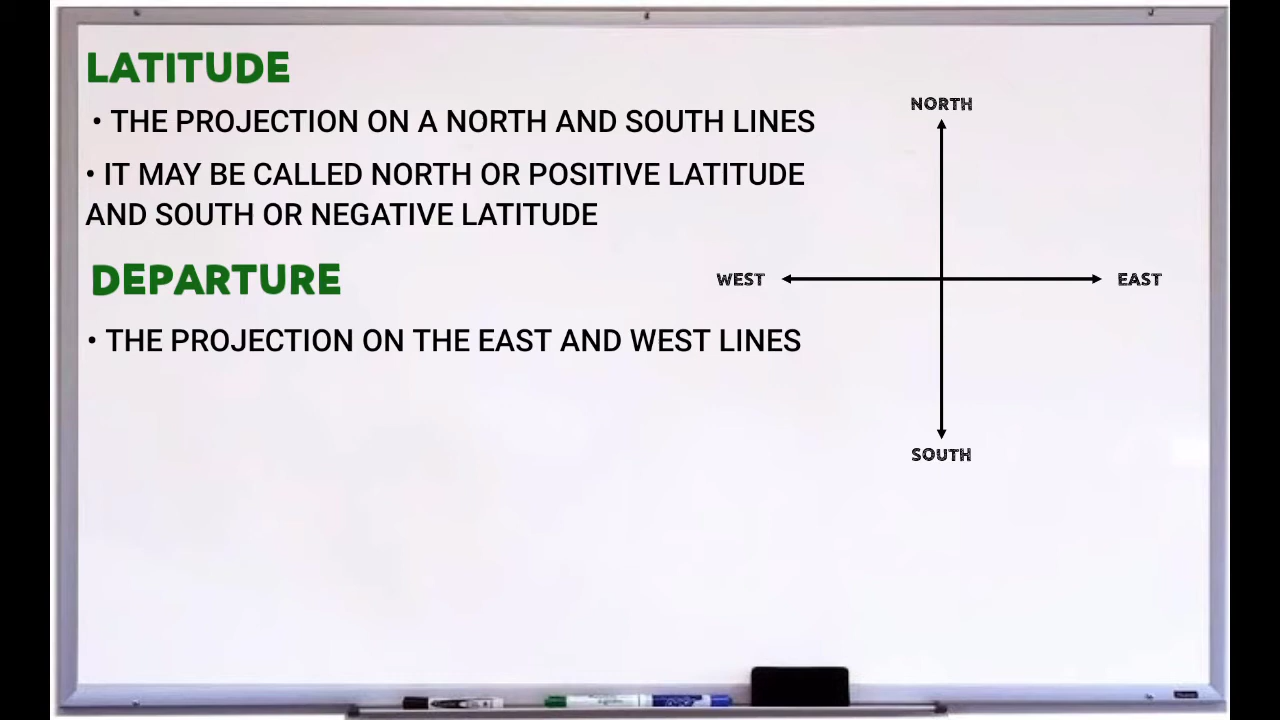 LATITUDE
• THE PROJECTION ON A NORTH AND SOUTH LINES
• IT MAY BE CALLED NORTH OR POSITIVE LATITUDE
AND SOUTH OR NEGATIVE LATITUDE
DEPARTURE
• THE PROJECTION ON THE EAST AND WEST LINES
NORTH
WEST
EAST
SOUTH